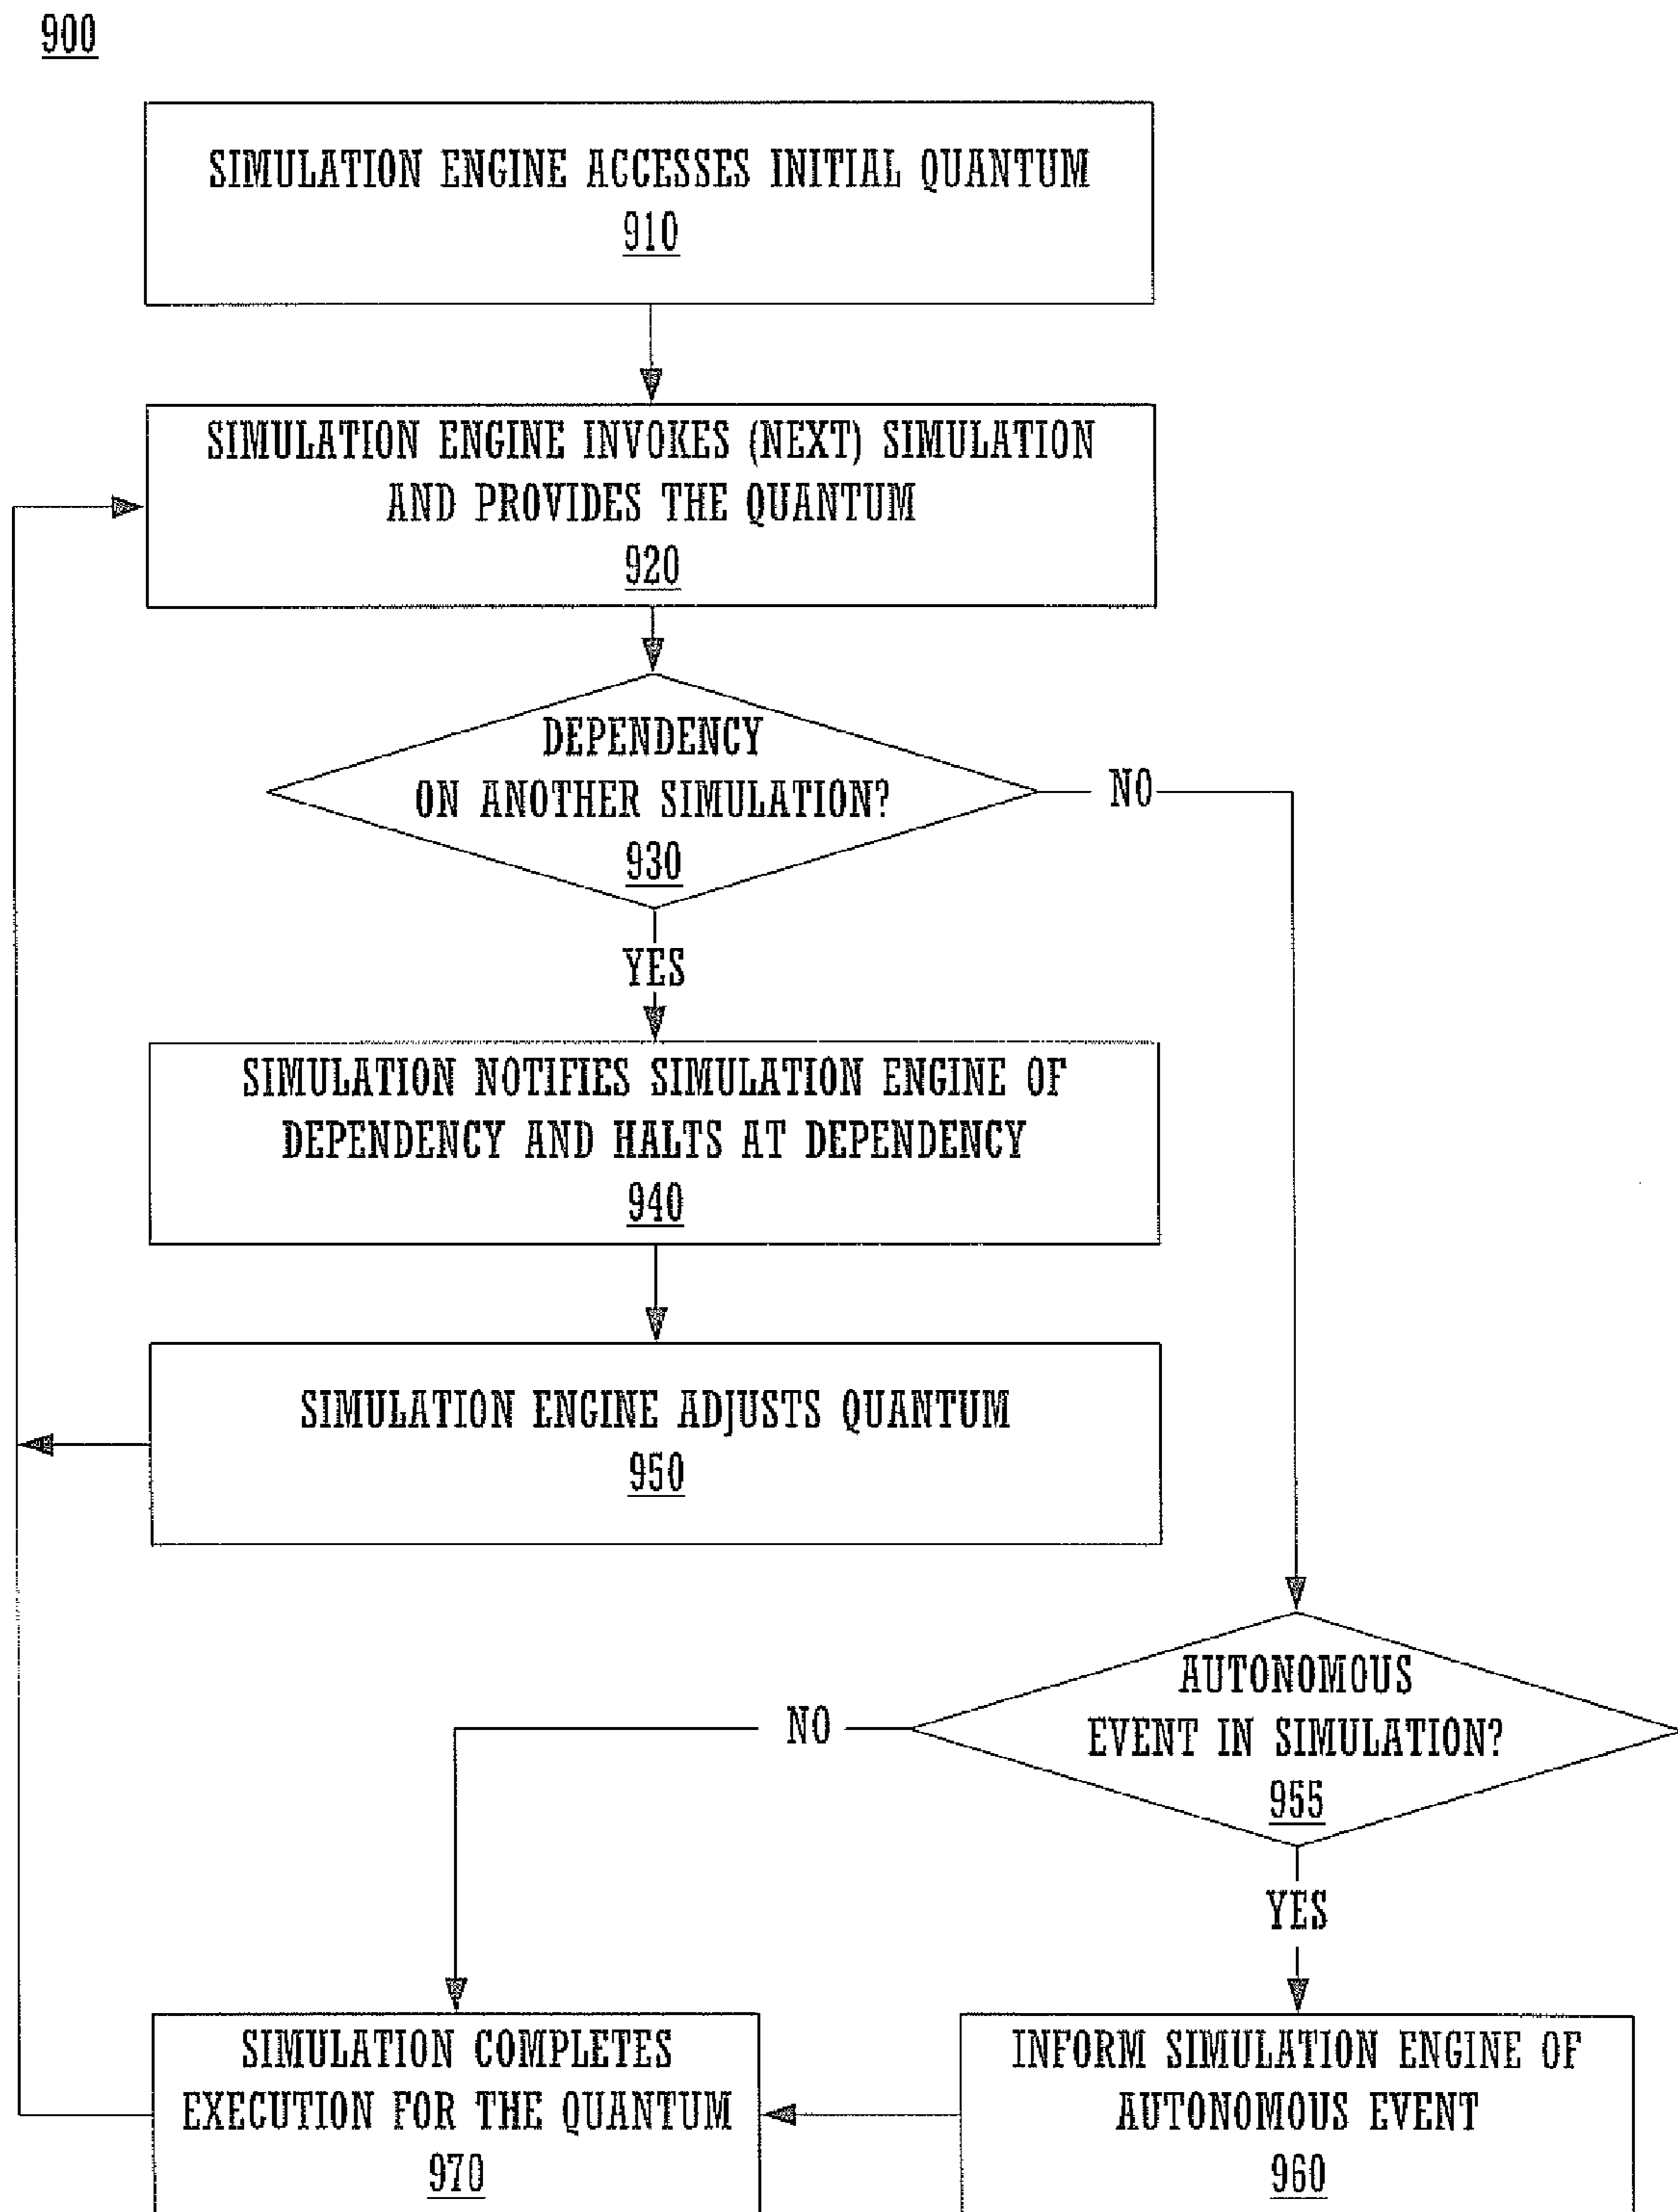 900
SIMULATION ENGINE ACCESSES INITIAL QUANTUM
910
SIMULATION ENGINE INVOKES (NEXT) SIMULATION
AND PROVIDES THE QUANTUM
920
DEPENDENCY
ON ANOTHER SIMULATION?
930
NO
YES
SIMULATION NOTIFIES SIMULATION ENGINE OF
DEPENDENCY AND HALTS AT DEPENDENCY
940
SIMULATION ENGINE ADJUSTS QUANTUM
950
AUTONOMOUS
EVENT IN SIMULATION?
955
NO
YES
SIMULATION COMPLETES
EXECUTION FOR THE QUANTUM
970
INFORM SIMULATION ENGINE OF
AUTONOMOUS EVENT
960